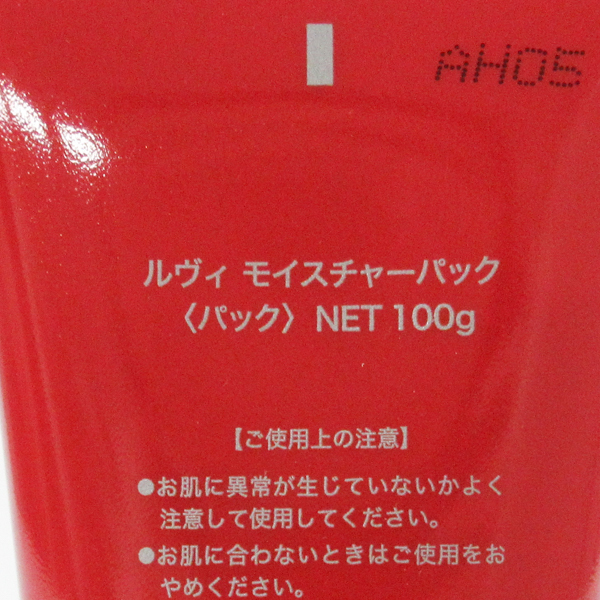 AH05
ルヴィ モイスチャーパック
〈パック〉 NET 100g
【ご使用上の注意】
●お肌に異常が生じていないかよく
注意して使用してください。
●お肌に合わないときはご使用をお
やめください。